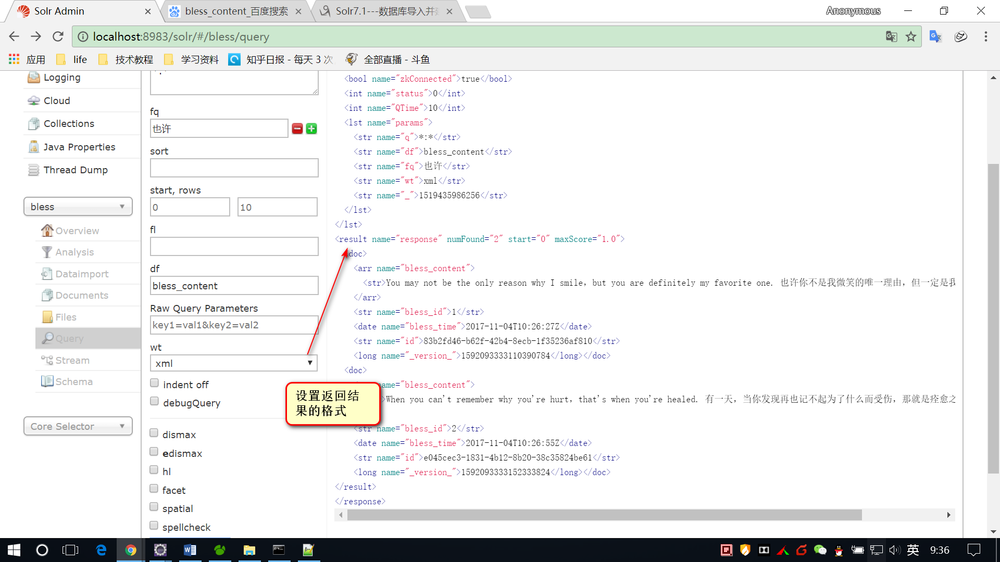 Solr Admin
bless_content_百度搜索
Solr7.1---数据库导入并
Anonymous
localhost:8983/solr/#/bless/query
应用
life
技术教程
学习资料
知乎日报 - 每天 3 次
全部直播 - 斗鱼
Logging
Cloud
Collections
Java Properties
Thread Dump
bless
Overview
Analysis
Dataimport
Documents
Files
Query
Stream
Schema
Core Selector
fq
也许
sort
start, rows
0
10
fl
df
bless_content
Raw Query Parameters
key1=val1&key2=val2
wt
xml
indent off
debugQuery
dismax
edismax
hl
facet
spatial
spellcheck
设置返回结
果的格式
<bool name="zkConnected">true</bool>
<int name="status">0</int>
<int name="QTime">10</int>
<lst name="params">
<str name="q">*:*</str>
<str name="df">bless_content</str>
<str name="fq">也许</str>
<str name="wt">xml</str>
<str name="_">1519435986256</str>
</lst>
</lst>
<result name="response" numFound="2" start="0" maxScore="1.0">
doc>
<arr name="bless_content">
<str>You may not be the only reason why I smile, but you are definitely my favorite one. 也许你不是我微笑的唯一理由，但一定是我
</arr>
<str name="bless_id">1</str>
<date name="bless_time">2017-11-04T10:26:27Z</date>
<str name="id">83b2fd46-b62f-42b4-8ecb-1f35236af810</str>
<long name="_version_">1592093333110390784</long></doc>
<doc>
name="bless_content">
>When you can't remember why you're hurt, that's when you're healed. 有一天，当你发现再也记不起为了什么而受伤，那就是痊愈之
<str name="bless_id">2</str>
<date name="bless_time">2017-11-04T10:26:55Z</date>
<str name="id">e045cec3-1831-4b12-8b20-38c35824be61</str>
<long name="_version_">1592093333152333824</long></doc>
</result>
</response>
英
9:36